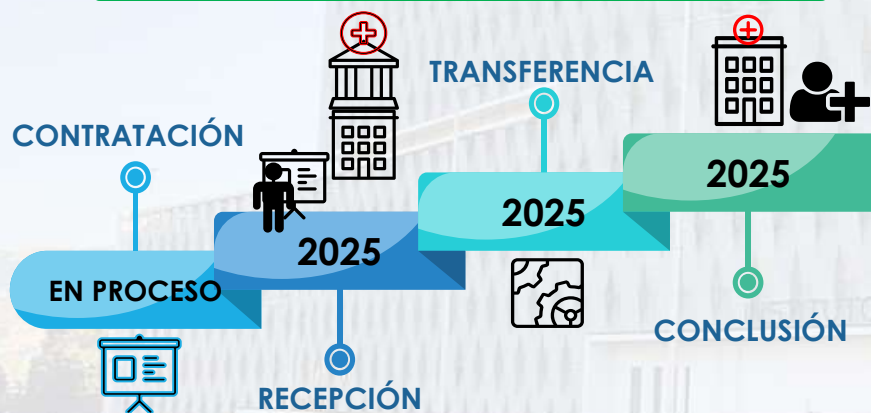 CONTRATACIÓN
EN PROCESO
2025
RECEPCIÓN
TRANSFERENCIA
2025
2025
CONCLUSIÓN